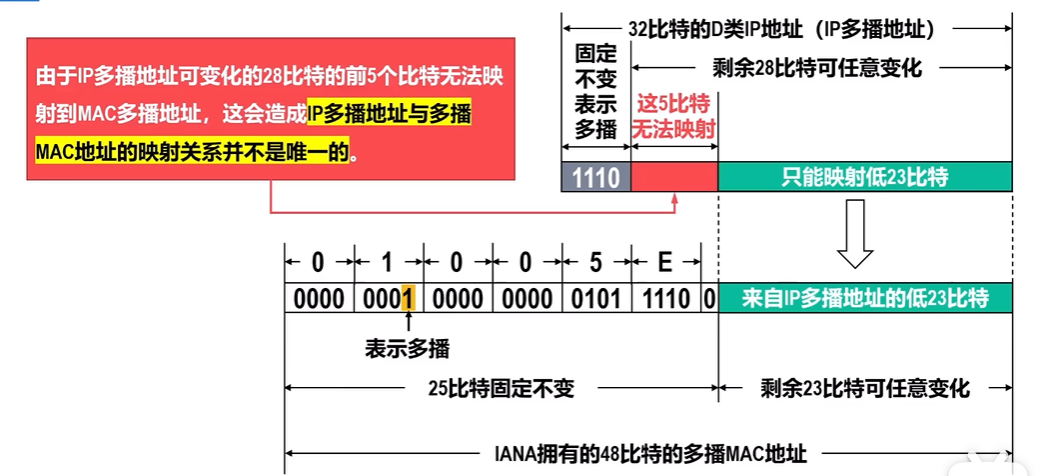 32比特的D类IP地址（IP多播地址）
固定
不变
表示
多播
剩余28比特可任意变化
这5比特
无法映射
由于IP多播地址可变化的28比特的前5个比特无法映
射到MAC多播地址，这会造成IP多播地址与多播
MAC地址的映射关系并不是唯一的。
1110
只能映射低23比特
0 1 0 0 5 E
0000 0001 0000 0000 0101 1110 0 来自IP多播地址的低23比特
表示多播
25比特固定不变
剩余23比特可任意变化
IANA拥有的48比特的多播MAC地址